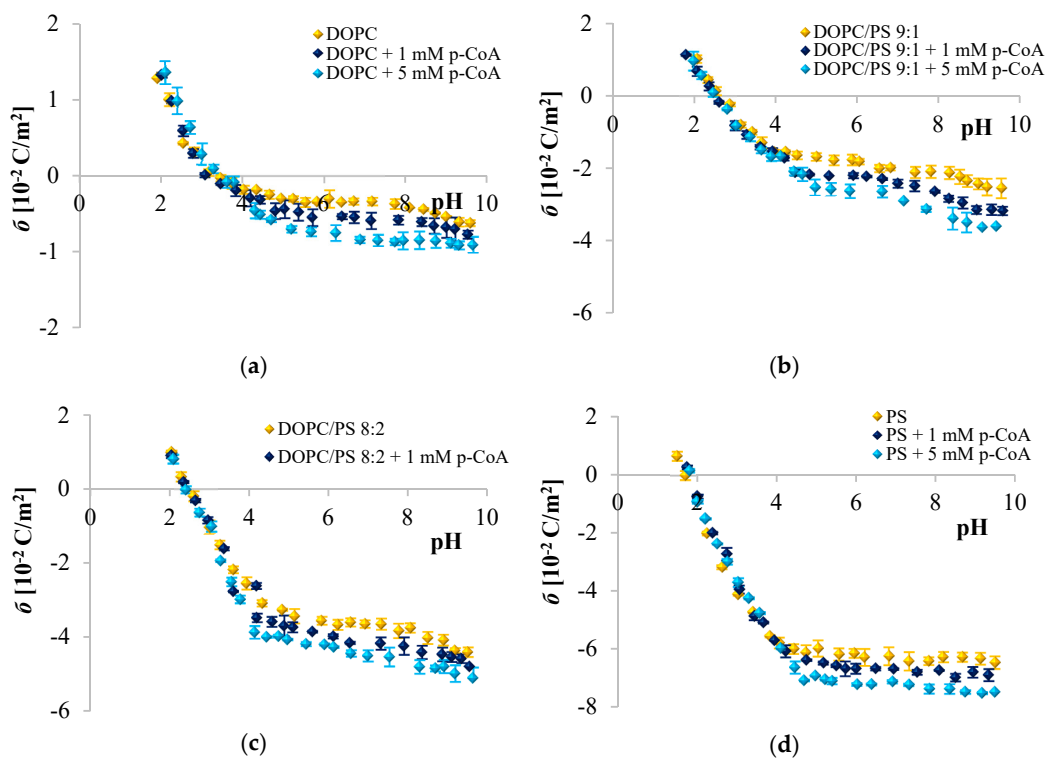 2
1
0
-1
-2
0
2
4
6
8
10
pH
б [10⁻² C/m²]
DOPC
DOPC + 1 mM p-CoA
DOPC + 5 mM p-CoA
(a)
2
0
-2
-4
-6
0
2
4
6
8
10
pH
б [10⁻² C/m²]
DOPC/PS 9:1
DOPC/PS 9:1 + 1 mM p-CoA
DOPC/PS 9:1 + 5 mM p-CoA
(b)
2
0
-2
-4
-6
0
2
4
6
8
10
pH
б [10⁻² C/m²]
DOPC/PS 8:2
DOPC/PS 8:2 + 1 mM p-CoA
(c)
2
0
-2
-4
-6
-8
0
2
4
6
8
10
pH
б [10⁻² C/m²]
PS
PS + 1 mM p-CoA
PS + 5 mM p-CoA
(d)